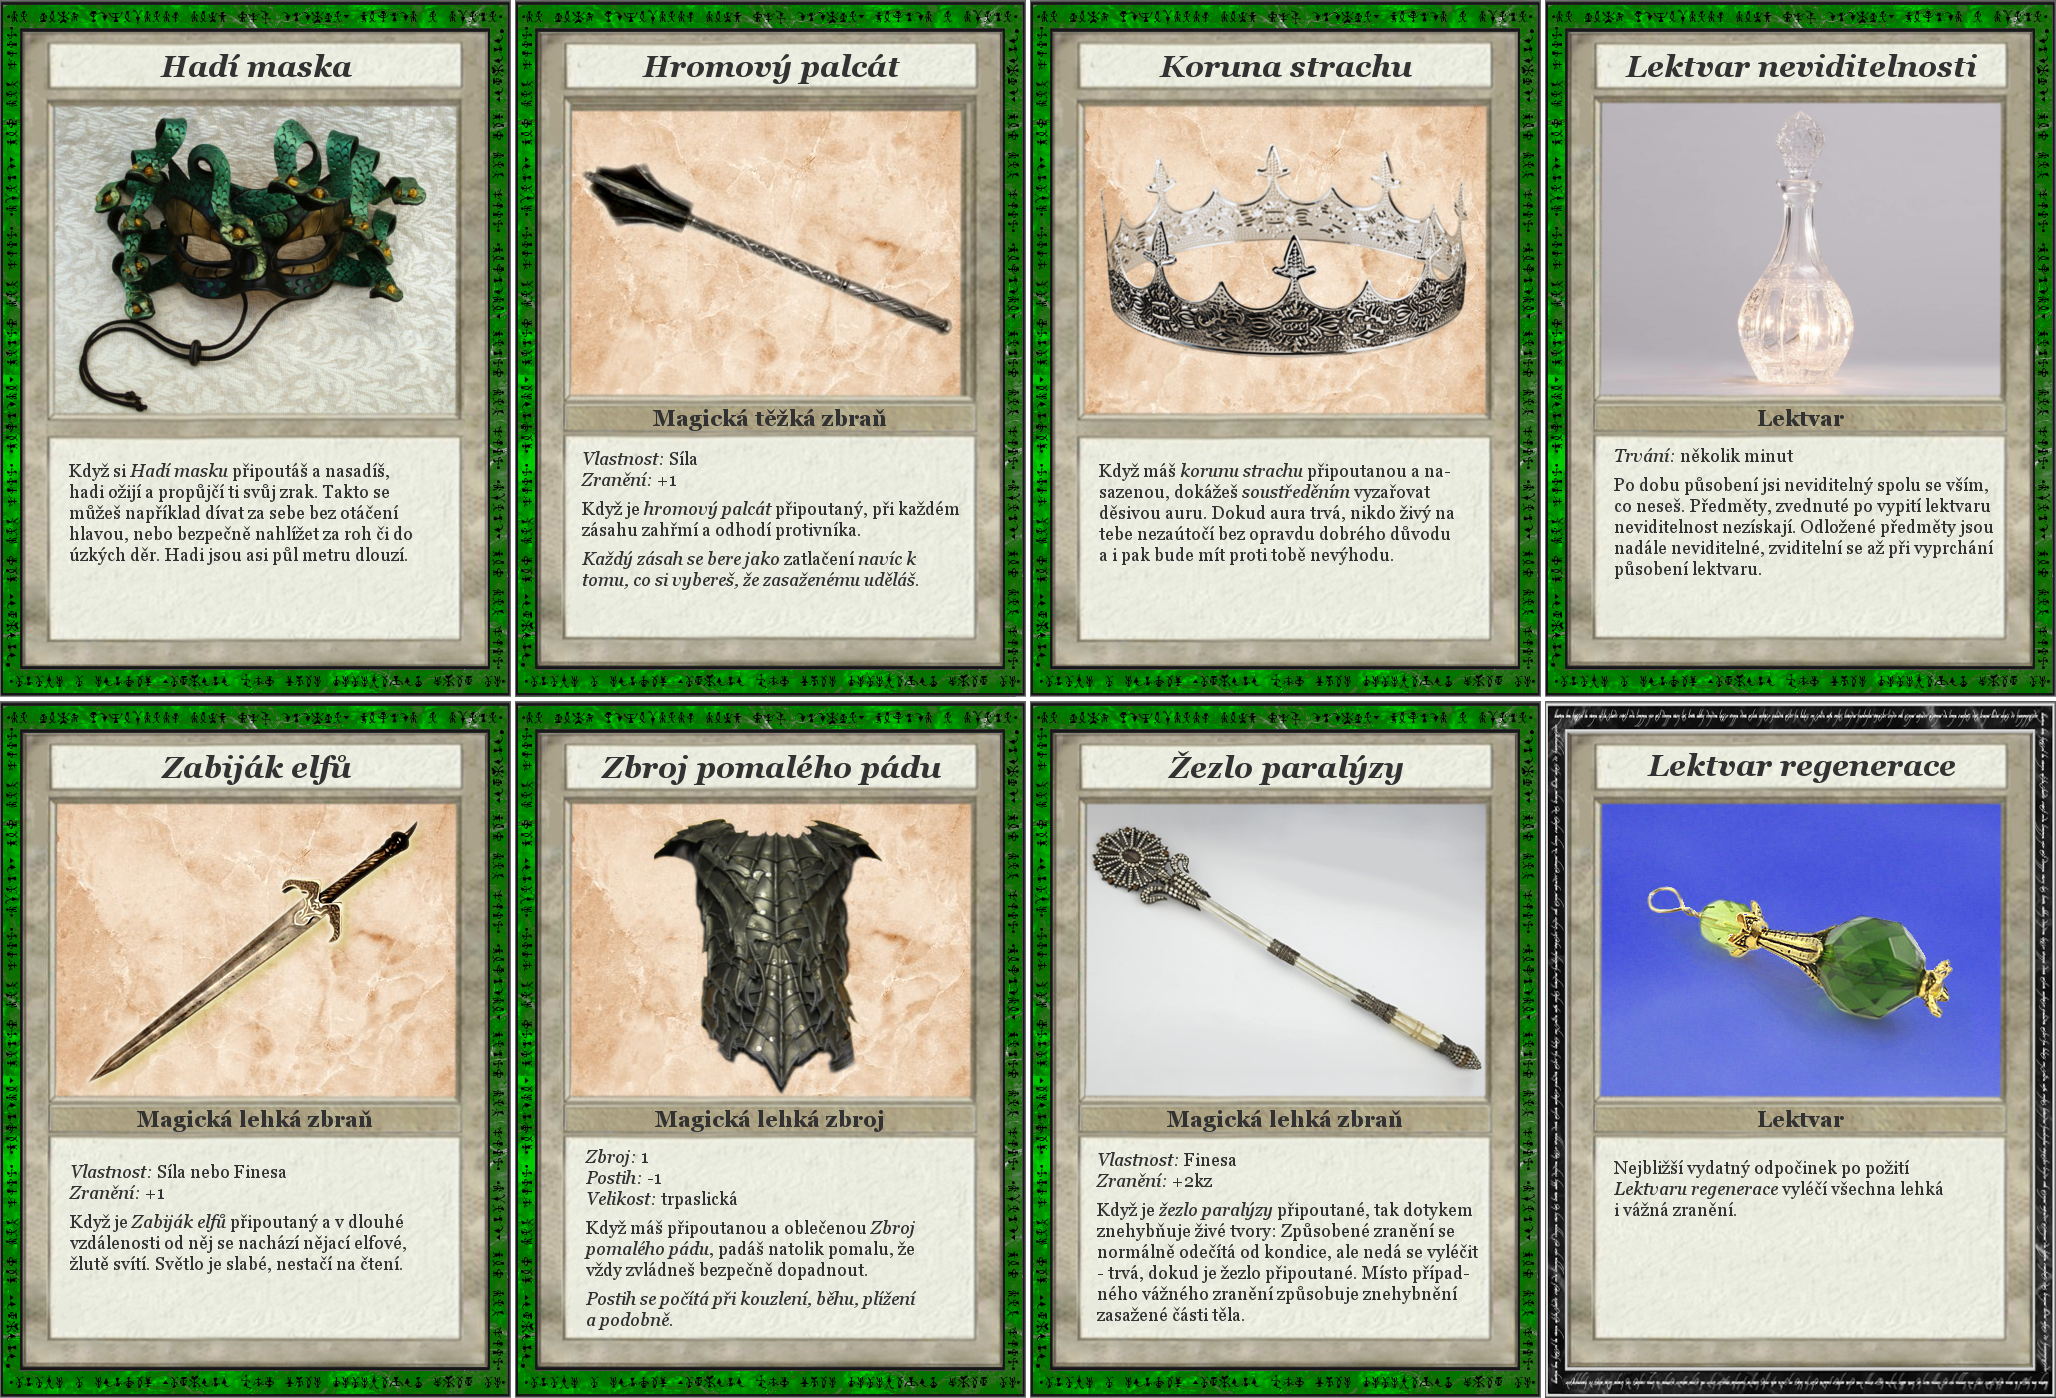 Hadí maska
Když si Hadí masku připoutáš a nasadíš,
hadi ožijí a propůjčí ti svůj zrak. Takto se
můžeš například dívat za sebe bez otáčení
hlavou, nebo bezpečně nahlížet za roh či do
úzkých děr. Hadi jsou asi půl metru dlouzí.
Hromový palcát
Magická těžká zbraň
Vlastnost: Síla
Zranění: +1
Když je hromový palcát připoutaný, při každém
zásahu zahřmí a odhodí protivníka.
Každý zásah se bere jako zatlačení navíc k
tomu, co si vybereš, že zasaženému uděláš.
Koruna strachu
Když máš korunu strachu připoutanou a na-
sazenou, dokážeš soustředěním vyzařovat
děsivou auru. Dokud aura trvá, nikdo živý na
tebe nezaútočí bez opravdu dobrého důvodu
a i pak bude mít proti tobě nevýhodu.
Lektvar neviditelnosti
Lektvar
Trvání: několik minut
Po dobu působení jsi neviditelný spolu se vším,
co neseš. Předměty, zvednuté po vypití lektvaru
neviditelnost nezískají. Odložené předměty jsou
nadále neviditelné, zviditelní se až při vyprchání
působení lektvaru.
Zabiják elfů
Magická lehká zbraň
Vlastnost: Síla nebo Finesa
Zranění: +1
Když je Zabiják elfů připoutaný a v dlouhé
vzdálenosti od něj se nachází nějací elfové,
žlutě svítí. Světlo je slabé, nestačí na čtení.
Zbroj pomalého pádu
Magická lehká zbroj
Zbroj: 1
Postih: -1
Velikost: trpaslická
Když máš připoutanou a oblečenou Zbroj
pomalého pádu, padáš natolik pomalu, že
vždy zvládneš bezpečně dopadnout.
Postih se počítá při kouzlení, běhu, plížení
a podobně.
Žezlo paralýzy
Magická lehká zbraň
Vlastnost: Finesa
Zranění: +2kz
Když je žezlo paralýzy připoutané, tak dotykem
znehybňuje živé tvory: Způsobené zranění se
normálně odečítá od kondice, ale nedá se vyléčit
- trvá, dokud je žezlo připoutané. Místo případ-
ného vážného zranění způsobuje znehybnění
zasažené části těla.
Lektvar regenerace
Lektvar
Nejbližší vydatný odpočinek po požití
Lektvaru regenerace vyléčí všechna lehká
i vážná zranění.